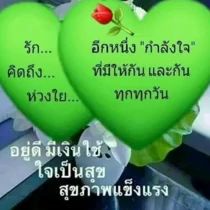 รัก...
คิดถึง...
ห่วงใย...
อีกหนึ่ง "กำลังใจ"
ที่มีให้กัน และกัน
ทุกทุกวัน
อยู่ดี มีเงินใช้
ใจเป็นสุข
สุขภาพแข็งแรง